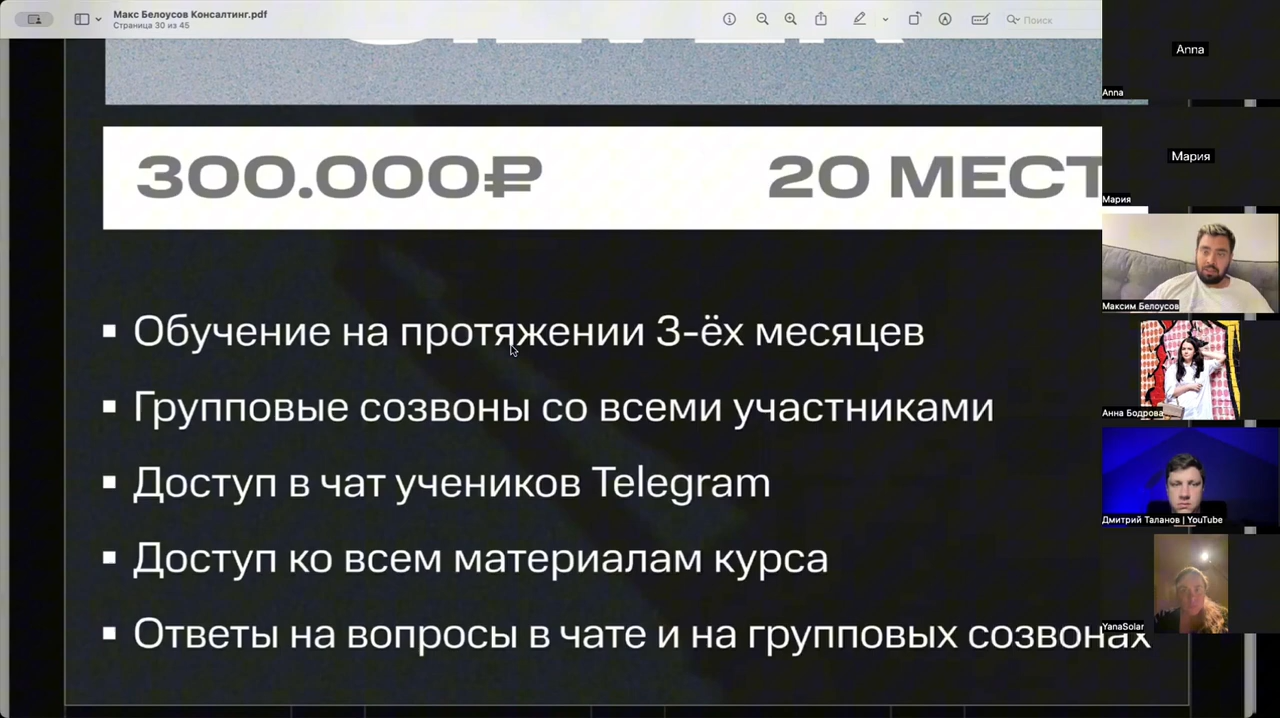 Макс Белоусов Консалтинг.pdf
Страница 30 из 45
Поиск
300.000₽
20 МЕСТ
▪ Обучение на протяжении 3-ёх месяцев
▪ Групповые созвоны со всеми участниками
▪ Доступ в чат учеников Telegram
▪ Доступ ко всем материалам курса
▪ Ответы на вопросы в чате и на групповых созвонах
Anna
Anna
Мария
Мария
Максим Белоусов
Анна Бодрова
Дмитрий Таланов | YouTube
YanaSolar